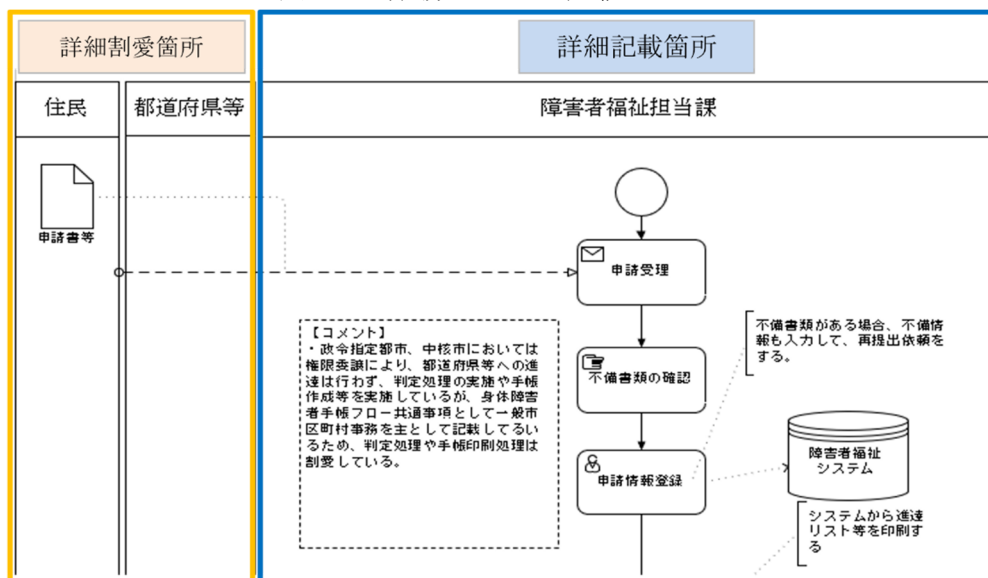 詳細割愛箇所
詳細記載箇所
住民
都道府県等
障害者福祉担当課
申請書等
申請受理
【コメント】
・政令指定都市、中核市においては
権限委譲により、都道府県等への進
達は行わず、判定処理の実施や手帳
作成等を実施しているが、身体障害
者手帳フロー共通事項として一般市
区町村事務を主として記載してるい
るため、判定処理や手帳印刷処理は
割愛している。
不備書類がある場合、不備情
報も入力して、再提出依頼を
する。
不備書類の確認
申請情報登録
障害者福祉
システム
システムから進達
リスト等を印刷す
る